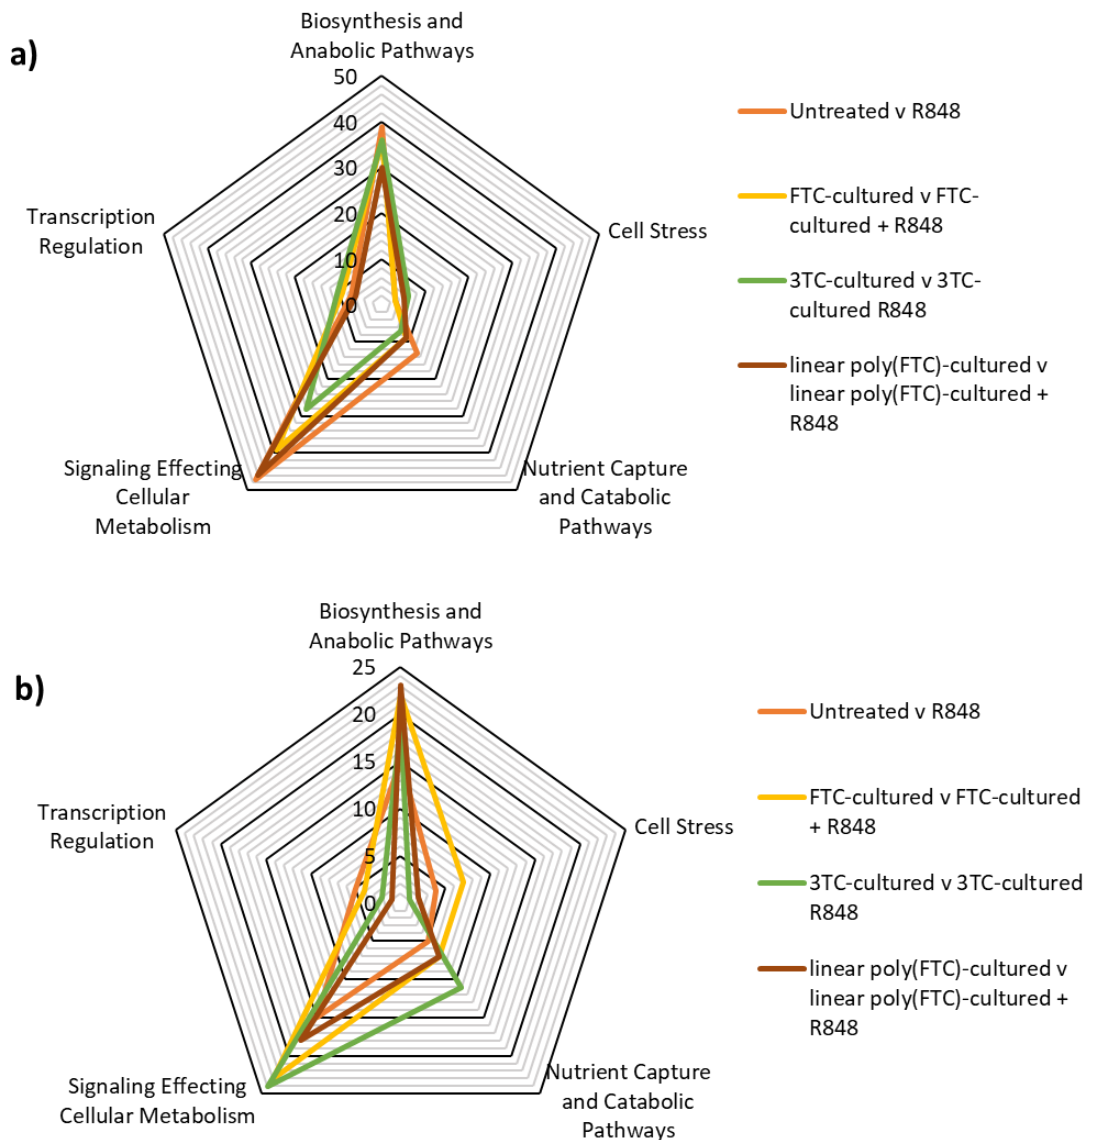 a)
Biosynthesis and
Anabolic Pathways
50
40
30
20
10
0
Transcription
Regulation
Cell Stress
Signaling Effecting
Cellular
Metabolism
Nutrient Capture
and Catabolic
Pathways
Untreated v R848
FTC-cultured v FTC-
cultured + R848
3TC-cultured v 3TC-
cultured R848
linear poly(FTC)-cultured v
linear poly(FTC)-cultured +
R848
b)
Biosynthesis and
Anabolic Pathways
25
20
15
10
5
0
Transcription
Regulation
Cell Stress
Signaling Effecting
Cellular Metabolism
Nutrient Capture
and Catabolic
Pathways
Untreated v R848
FTC-cultured v FTC-cultured
+ R848
3TC-cultured v 3TC-cultured
R848
linear poly(FTC)-cultured v
linear poly(FTC)-cultured +
R848